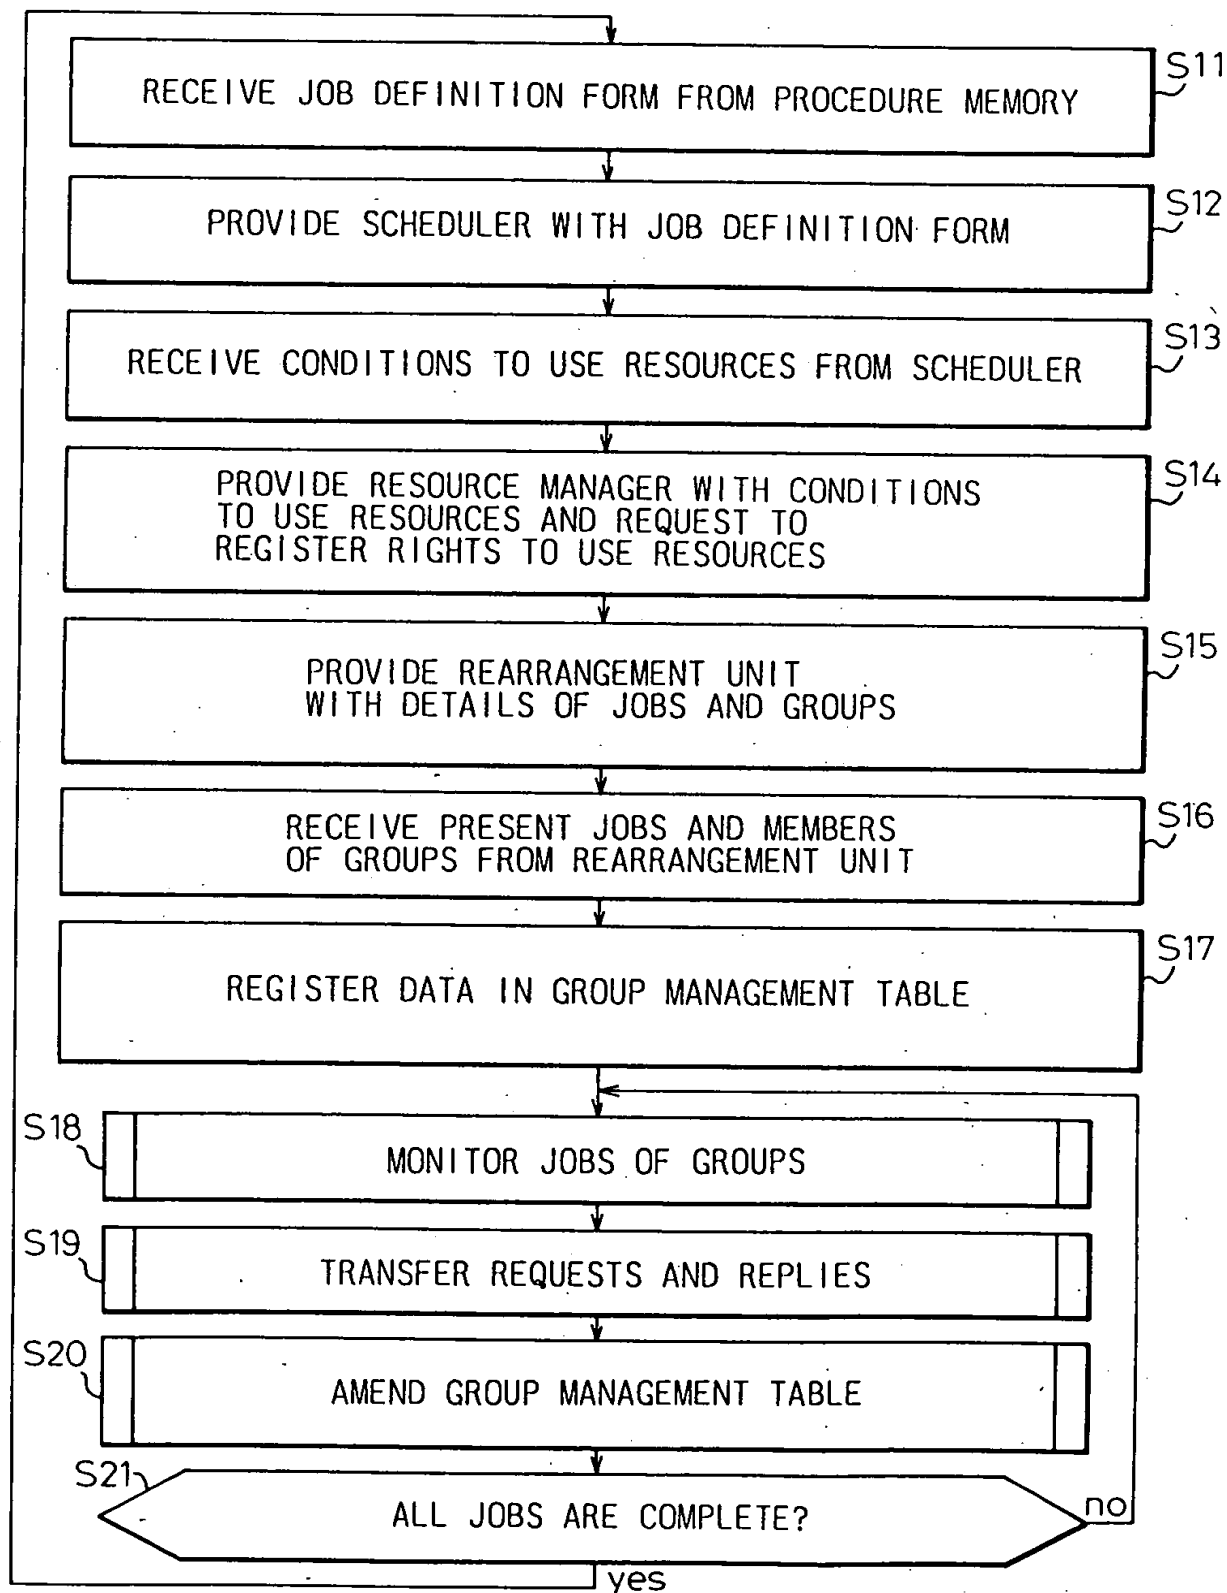 RECEIVE JOB DEFINITION FORM FROM PROCEDURE MEMORY
S11
PROVIDE SCHEDULER WITH JOB DEFINITION FORM
S12
RECEIVE CONDITIONS TO USE RESOURCES FROM SCHEDULER
S13
PROVIDE RESOURCE MANAGER WITH CONDITIONS
TO USE RESOURCES AND REQUEST TO
REGISTER RIGHTS TO USE RESOURCES
S14
PROVIDE REARRANGEMENT UNIT
WITH DETAILS OF JOBS AND GROUPS
S15
RECEIVE PRESENT JOBS AND MEMBERS
OF GROUPS FROM REARRANGEMENT UNIT
S16
REGISTER DATA IN GROUP MANAGEMENT TABLE
S17
S18
MONITOR JOBS OF GROUPS
S19
TRANSFER REQUESTS AND REPLIES
S20
AMEND GROUP MANAGEMENT TABLE
S21
ALL JOBS ARE COMPLETE?
no
yes